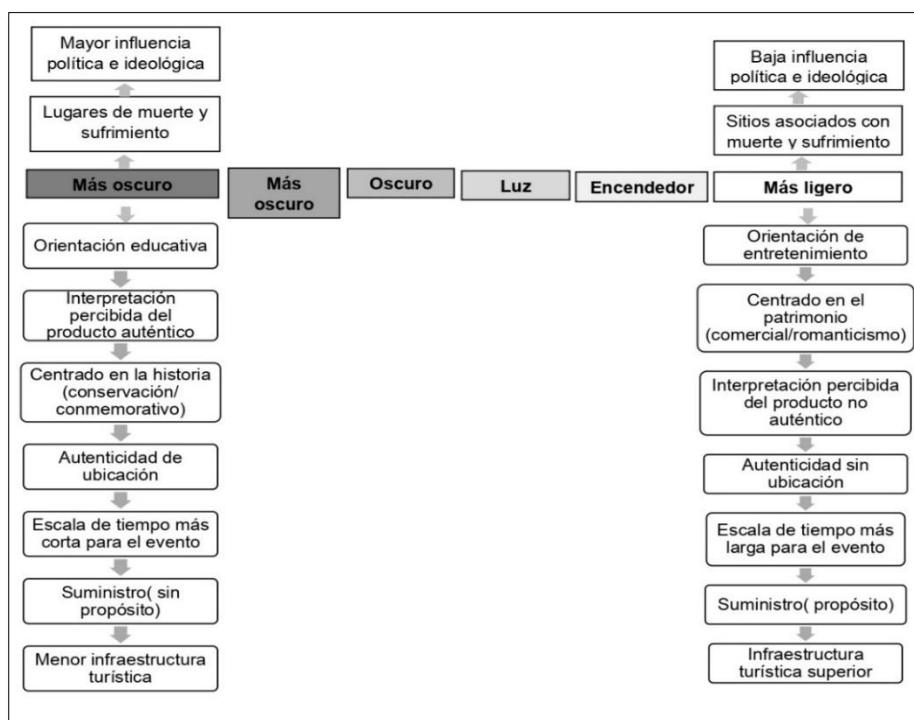 Mayor influencia
política e ideológica
Lugares de muerte y
sufrimiento
Baja influencia
política e ideológica
Sitios asociados con
muerte y sufrimiento
Más oscuro
Más
oscuro
Oscuro
Luz
Encendedor
Más ligero
Orientación educativa
Interpretación
percibida del
producto auténtico
Centrado en la historia
(conservación/
conmemorativo)
Autenticidad de
ubicación
Escala de tiempo más
corta para el evento
Suministro( sin
propósito)
Menor infraestructura
turística
Orientación de
entretenimiento
Centrado en el
patrimonio
(comercial/romanticismo)
Interpretación percibida
del producto no
auténtico
Autenticidad sin
ubicación
Escala de tiempo más
larga para el evento
Suministro( propósito)
Infraestructura
turística superior